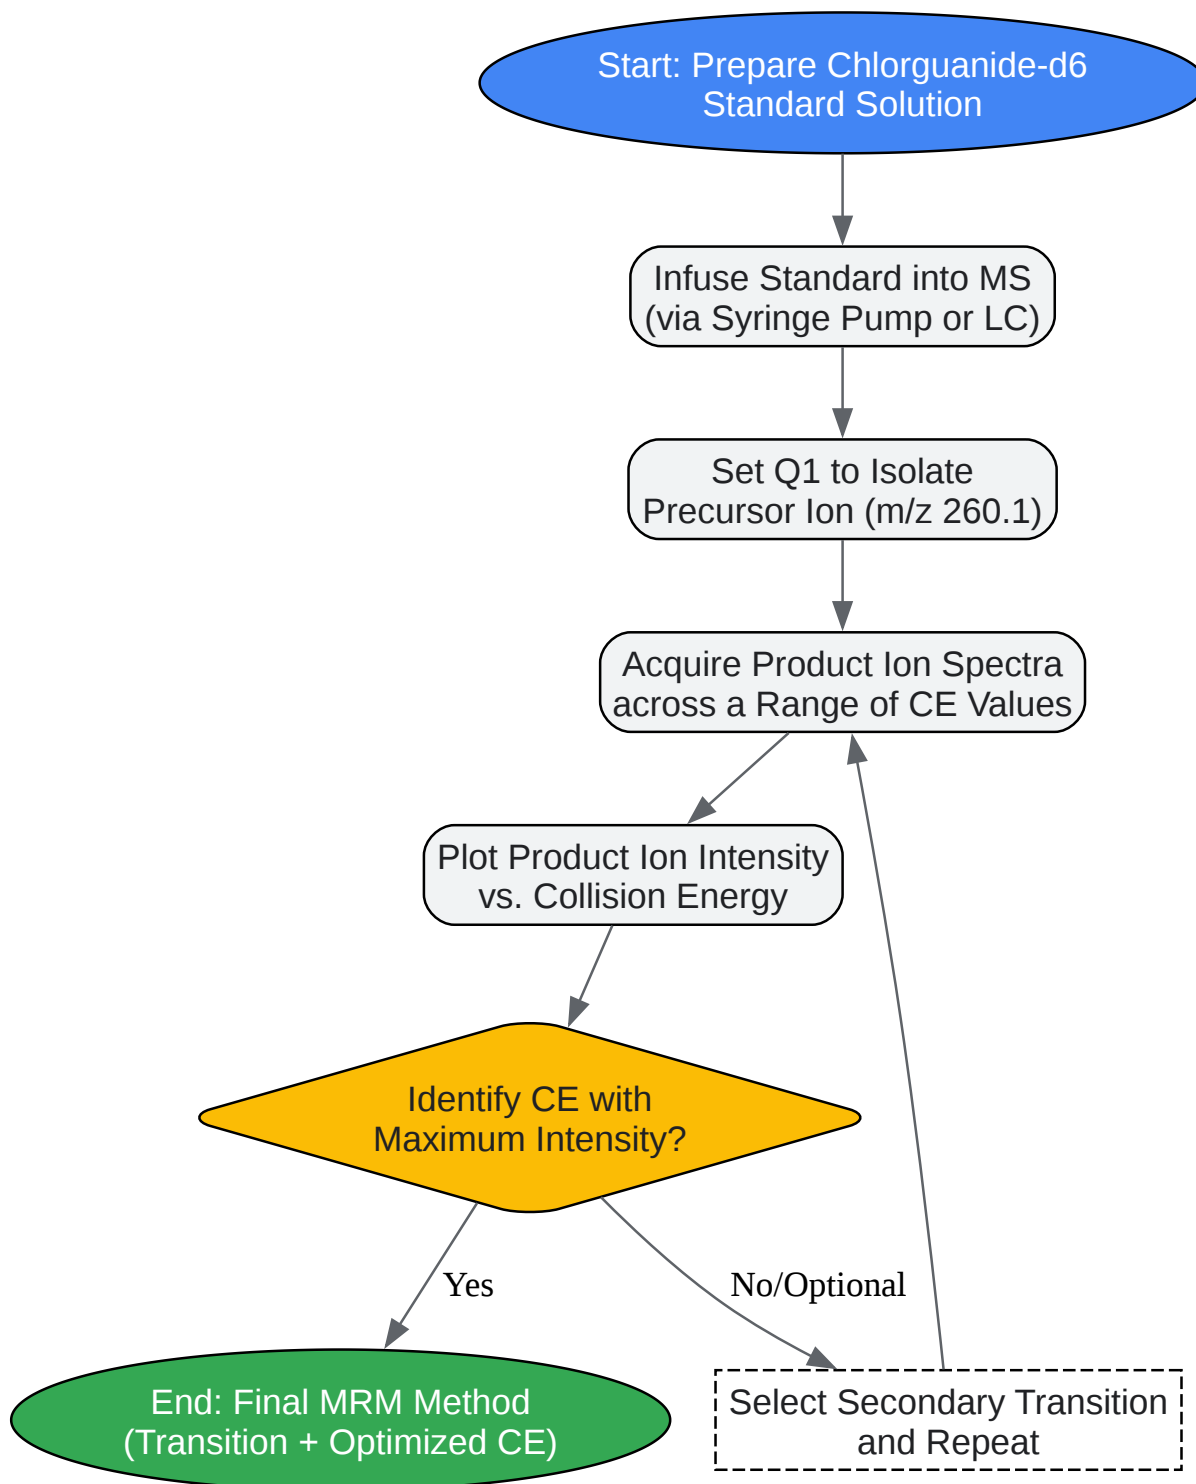 Start: Prepare Chlorguanide-d6
Standard Solution
Infuse Standard into MS
(via Syringe Pump or LC)
Set Q1 to Isolate
Precursor Ion (m/z 260.1)
Acquire Product Ion Spectra
across a Range of CE Values
Plot Product Ion Intensity
vs. Collision Energy
Identify CE with
Maximum Intensity?
Yes
No/Optional
End: Final MRM Method
(Transition + Optimized CE)
Select Secondary Transition
and Repeat